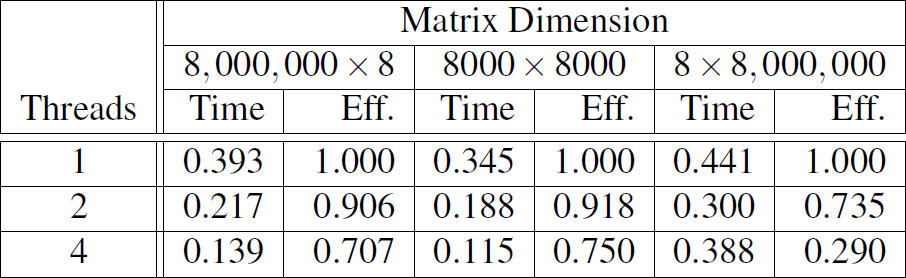 Matrix Dimension
8,000,000 × 8 8000 × 8000 8 × 8,000,000
Threads Time Eff. Time Eff. Time Eff.
1 0.393 1.000 0.345 1.000 0.441 1.000
2 0.217 0.906 0.188 0.918 0.300 0.735
4 0.139 0.707 0.115 0.750 0.388 0.290